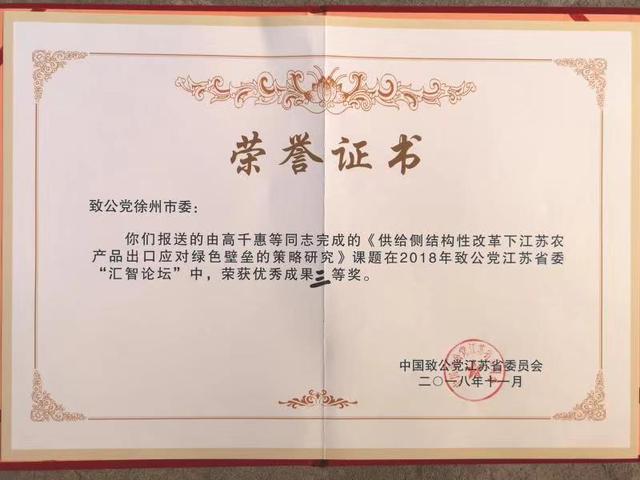 荣誉证书
致公党徐州市委：
你们报送的由高千惠等同志完成的《供给侧结构性改革下江苏农
产品出口应对绿色壁垒的策略研究》课题在2018年致公党江苏省委
“汇智论坛”中，荣获优秀成果三等奖。
中国致公党江苏省委员会
二〇一八年十一月